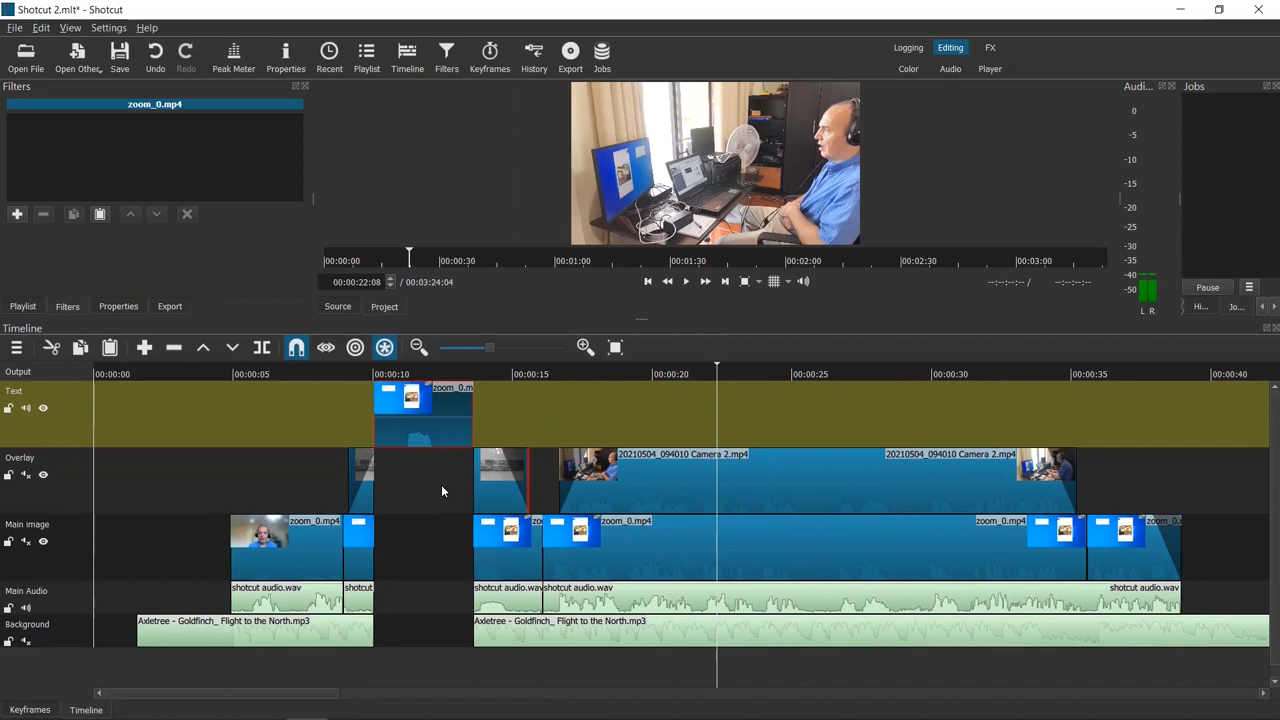 Shotcut 2.mlt* - Shotcut
File Edit View Settings Help
Open File Open Other Save Undo Redo Peak Meter Properties Recent Playlist Timeline Filters Keyframes History Export Jobs
Logging Editing FX
Color Audio Player
Filters
zoom_0.mp4
Audi...
Jobs
0
-5
-10
-15
-20
-25
-30
-35
-40
-50
L R
00:00:00 00:00:30 00:01:00 00:01:30 00:02:00 00:02:30 00:03:00
00:00:22:08 / 00:03:24:04
--:--:--:-- / --:--:--:--
Pause
Playlist Filters Properties Export
Source Project
Hi... Jo...
Timeline
Output
00:00:00 00:00:05 00:00:10 00:00:15 00:00:20 00:00:25 00:00:30 00:00:35 00:00:40
Text
zoom_0.m
Overlay
20210504_094010 Camera 2.mp4 20210504_094010 Camera 2.mp4
Main image
zoom_0.mp4 zoom_0 zo zoom_0.mp4 zoom_0.mp4 zoom_0.
Main Audio
shotcut audio.wav shotcut shotcut audio.wav shotcut audio.wav shotcut audio.wav
Background
Axletree - Goldfinch_ Flight to the North.mp3 Axletree - Goldfinch_ Flight to the North.mp3
Keyframes Timeline